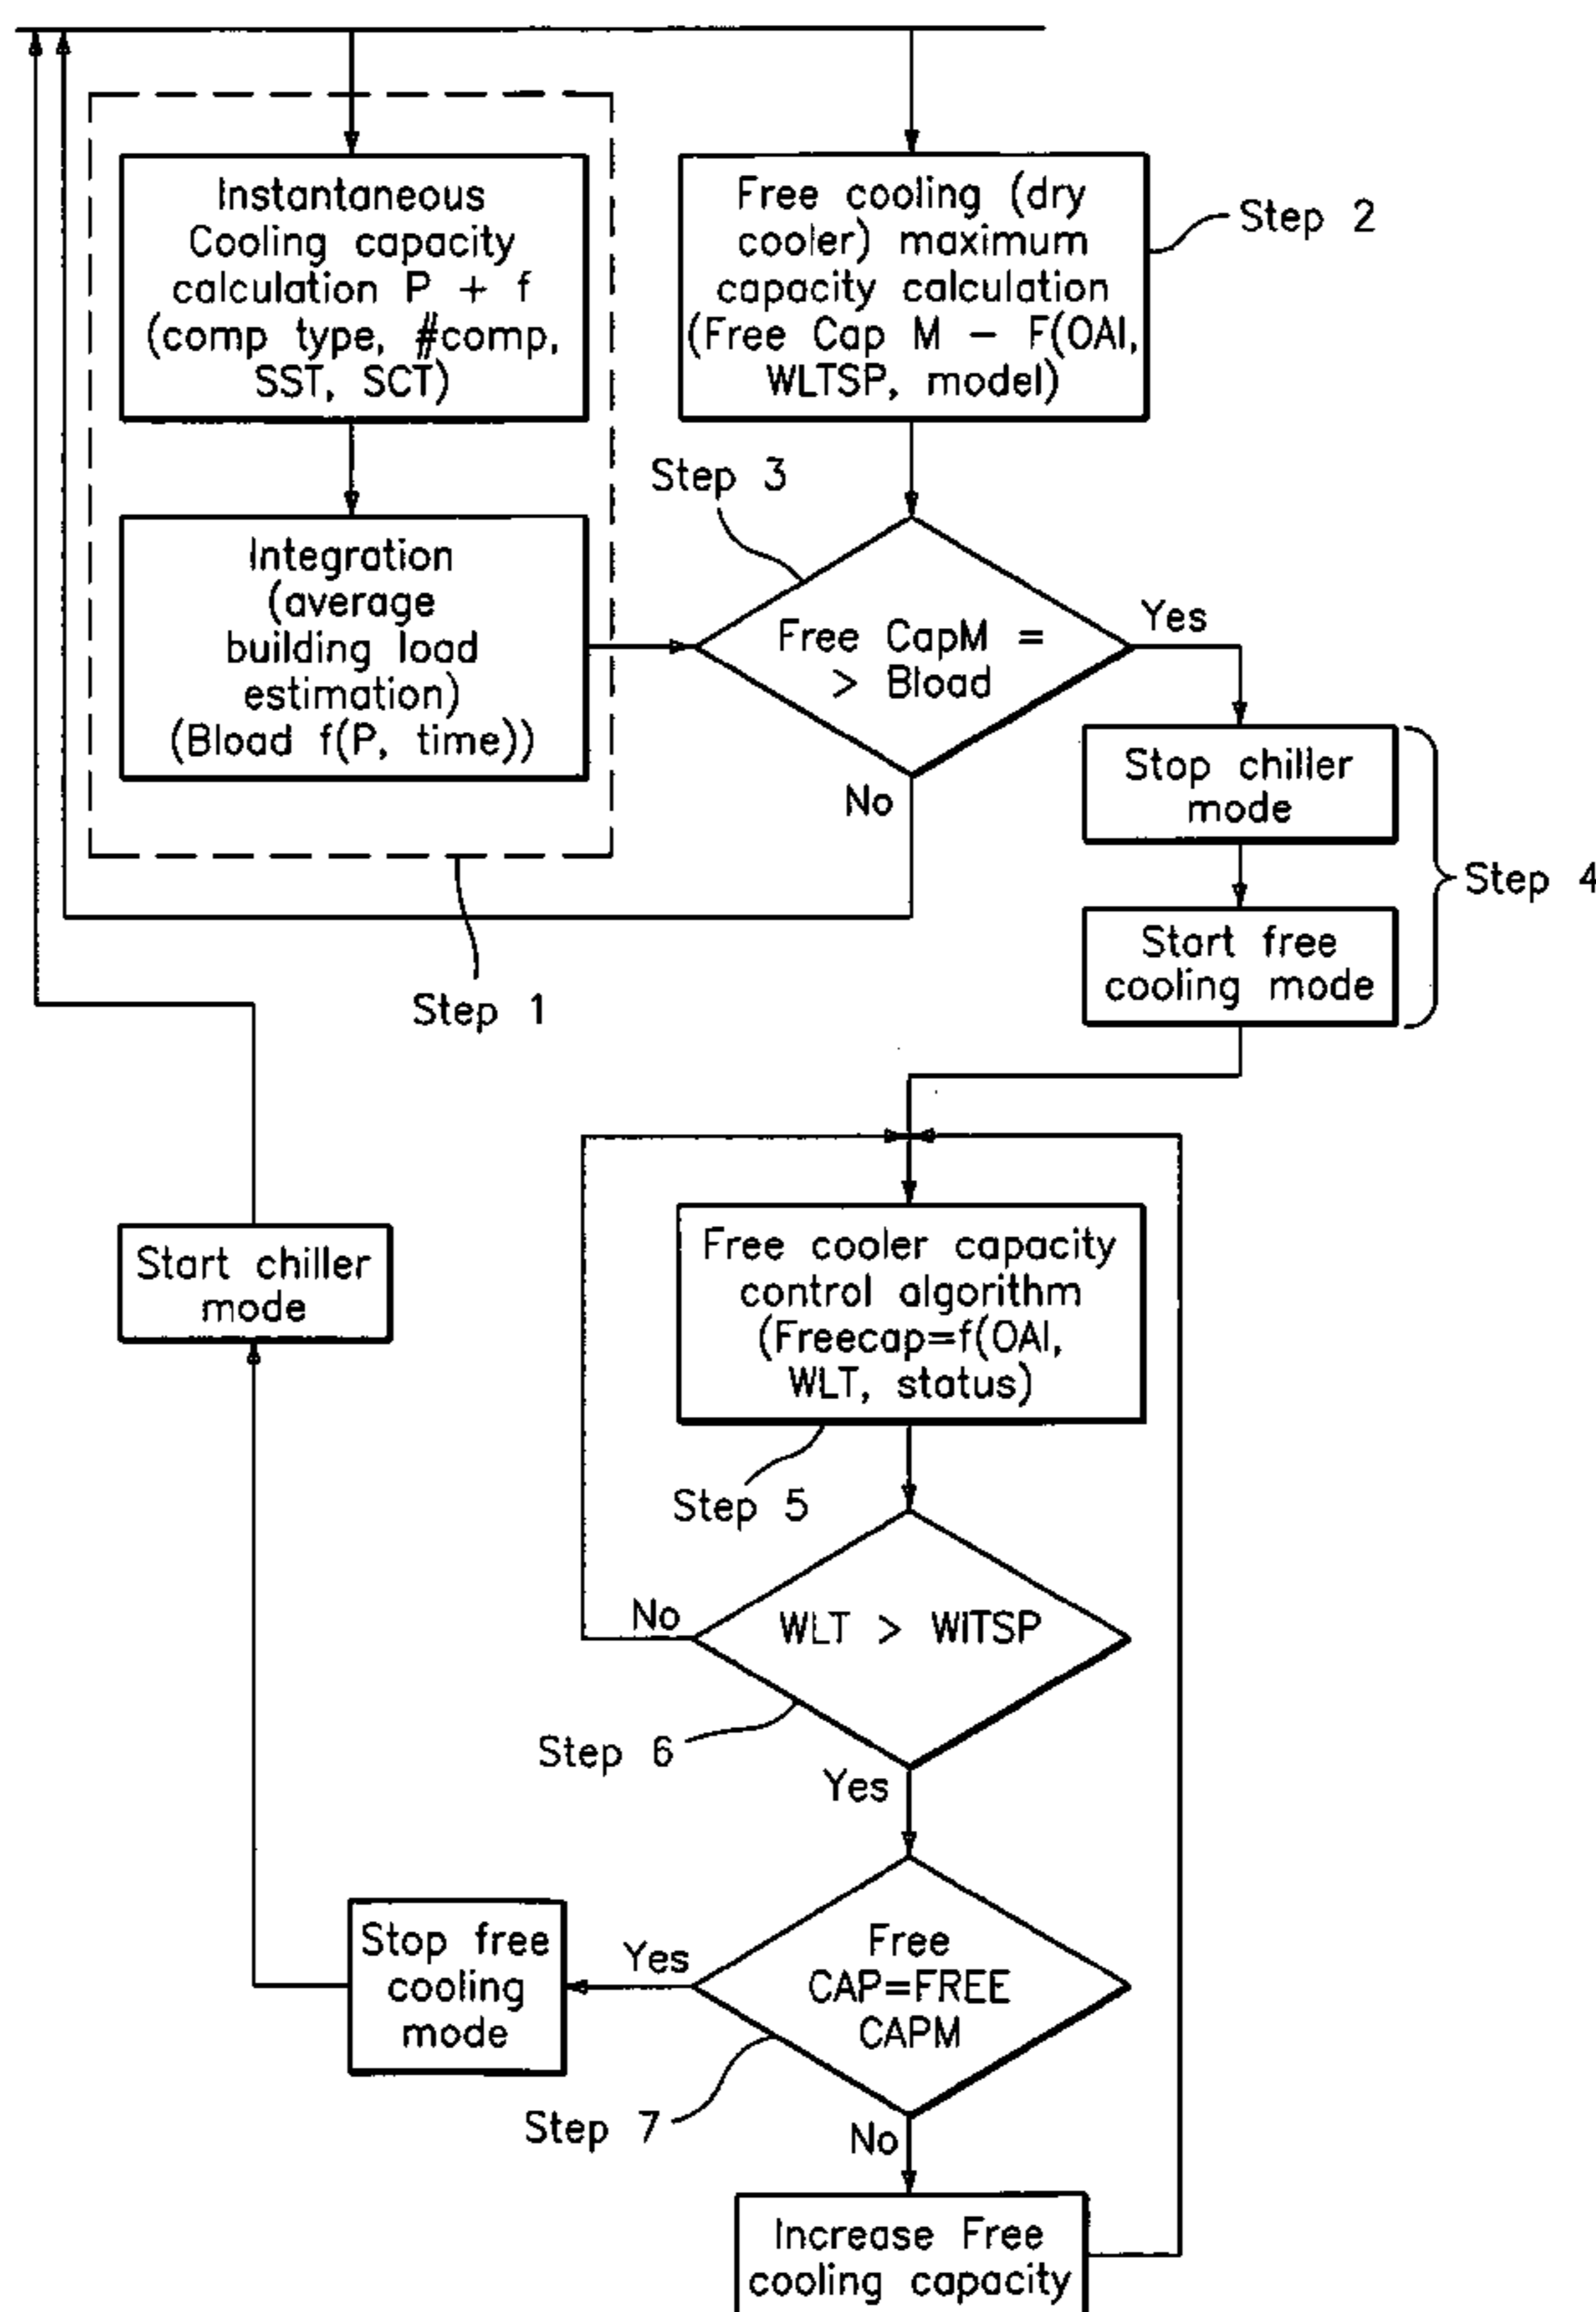 Instantaneous
Cooling capacity
calculation P + f
(comp type, #comp,
SST, SCT)
Free cooling (dry
cooler) maximum
capacity calculation
(Free Cap M – F(OAI,
WLTSP, model)
Step 2
Step 3
Integration
(average
building load
estimation)
(Bload f(P, time))
Free CapM =
> Bload
Yes
No
Stop chiller
mode
Step 4
Start free
cooling mode
Step 1
Start chiller
mode
Free cooler capacity
control algorithm
(Freecap=f(OAI,
WLT, status)
Step 5
No
WLT > WITSP
Step 6
Yes
Stop free
cooling
mode
Yes
Free
CAP=FREE
CAPM
Step 7
No
Increase Free
cooling capacity